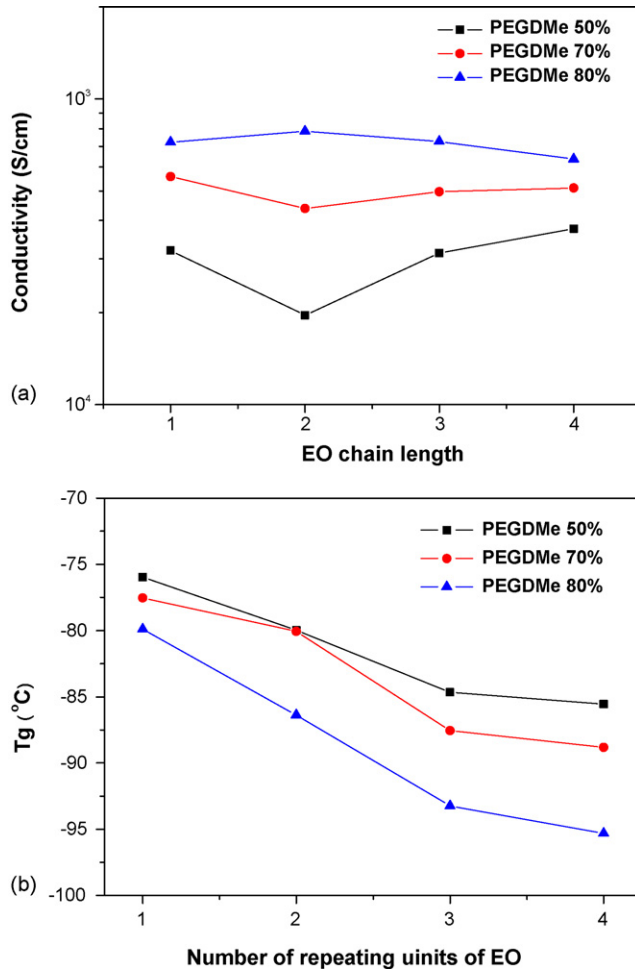 PEGDMe 50%
PEGDMe 70%
PEGDMe 80%
Conductivity (S/cm)
10³
10⁴
(a)
1 2 3 4
EO chain length
-70
-75
-80
-85
-90
-95
-100
Tg (°C)
PEGDMe 50%
PEGDMe 70%
PEGDMe 80%
(b)
1 2 3 4
Number of repeating uinits of EO